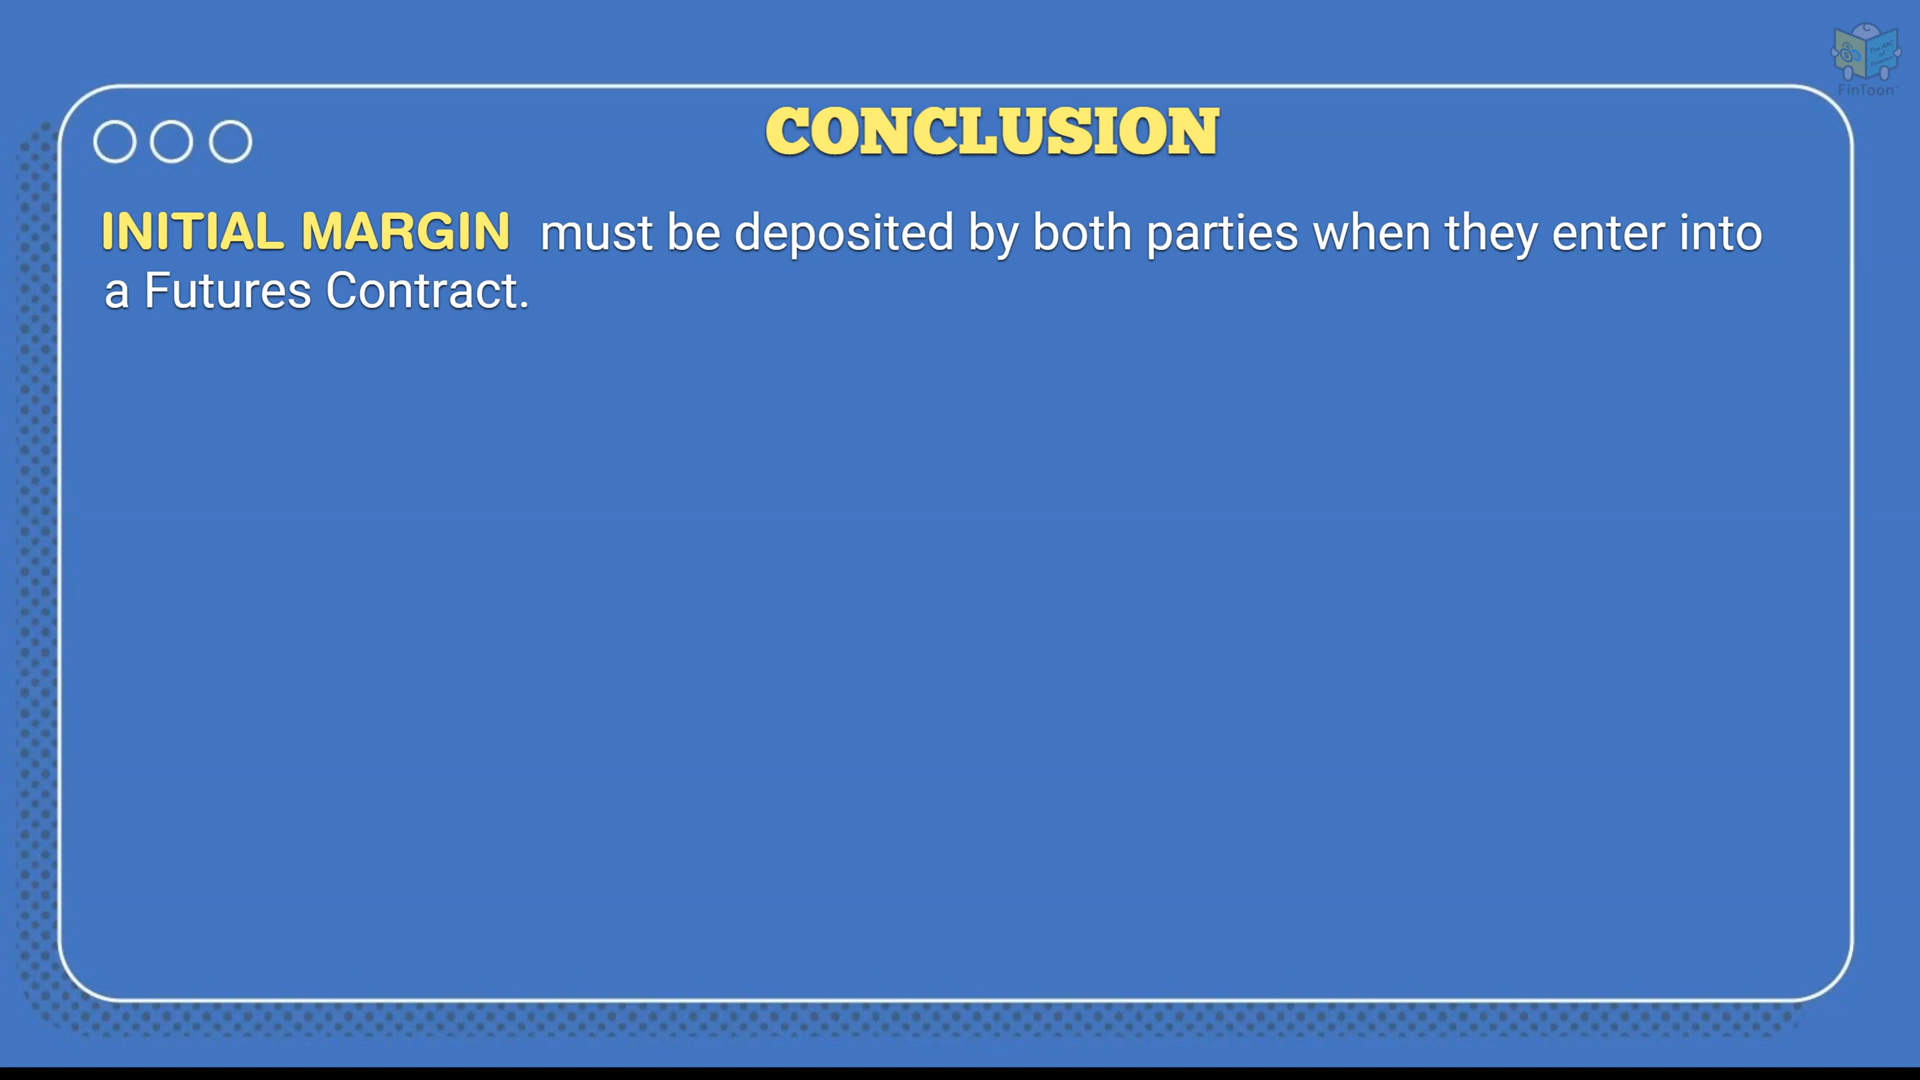 FinToon
CONCLUSION
INITIAL MARGIN must be deposited by both parties when they enter into
a Futures Contract.